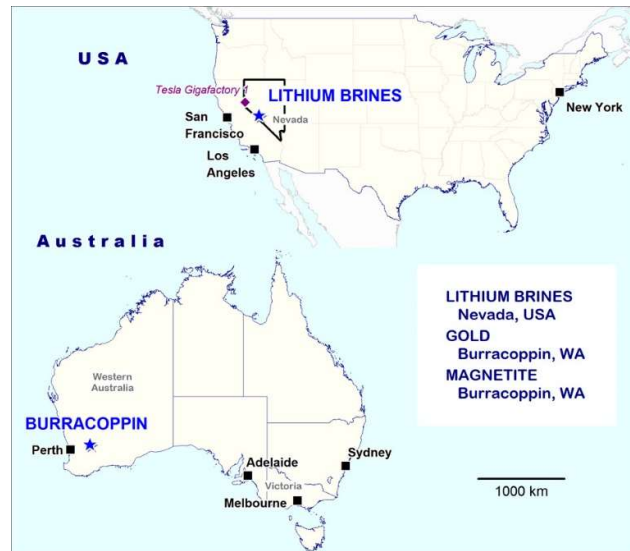 USA
Tesla Gigafactory 1
LITHIUM BRINES
Nevada
San
Francisco
Los
Angeles
New York
Australia
LITHIUM BRINES
Nevada, USA
GOLD
Burracoppin, WA
MAGNETITE
Burracoppin, WA
Western
Australia
BURRACOPPIN
Perth
Adelaide
Sydney
Victoria
Melbourne
1000 km